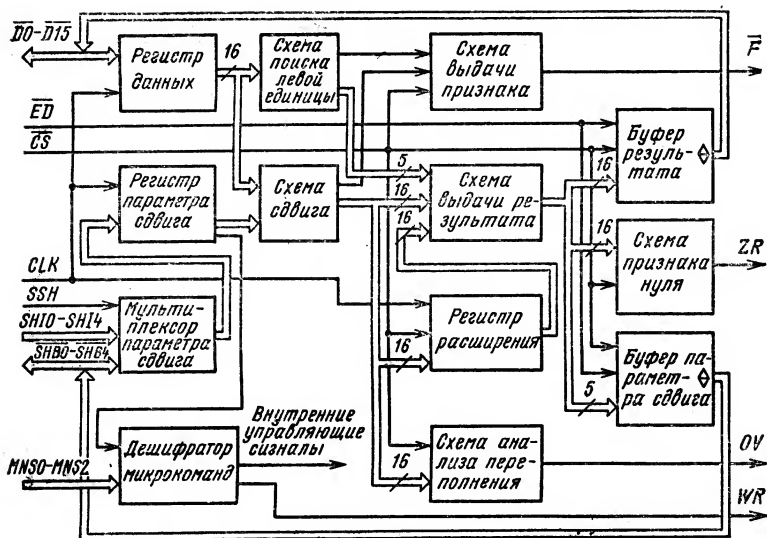 D0-D15
16
Регистр
данных
Схема
поиска
левой
единицы
Схема
выдачи
признака
F
ED
CS
Буфер
резуль-
тата
16
5
16
16
Регистр
параметра
сдвига
Схема
сдвига
Схема
выдачи ре-
зультата
16
Схема
признака
нуля
ZR
CLK
SSH
SHI0-SHI4
SHB0-SHB4
Мульти-
плексор
параметра
сдвига
16
Регистр
расширения
5
Буфер па-
рамет-
ра сдвига
Внутренние
управляющие
сигналы
MNS0-MNS2
Дешифратор
микрокоманд
16
Схема ана-
лиза пере-
полнения
OV
WR